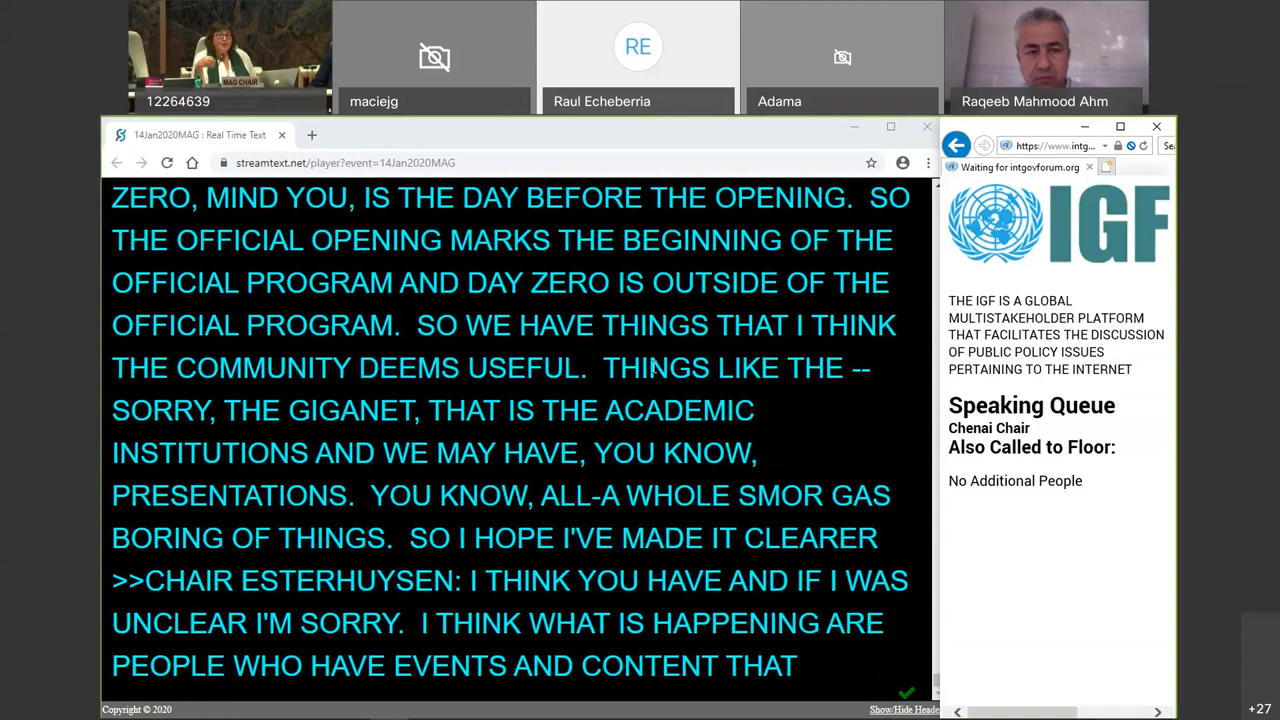 MAG CHAIR
12264639
maciejg
RE
Raul Echeberria
Adama
Raqeeb Mahmood Ahm
14Jan2020MAG : Real Time Text
streamtext.net/player?event=14Jan2020MAG
ZERO, MIND YOU, IS THE DAY BEFORE THE OPENING. SO
THE OFFICIAL OPENING MARKS THE BEGINNING OF THE
OFFICIAL PROGRAM AND DAY ZERO IS OUTSIDE OF THE
OFFICIAL PROGRAM. SO WE HAVE THINGS THAT I THINK
THE COMMUNITY DEEMS USEFUL. THINGS LIKE THE --
SORRY, THE GIGANET, THAT IS THE ACADEMIC
INSTITUTIONS AND WE MAY HAVE, YOU KNOW,
PRESENTATIONS. YOU KNOW, ALL-A WHOLE SMOR GAS
BORING OF THINGS. SO I HOPE I'VE MADE IT CLEARER
>>CHAIR ESTERHUYSEN: I THINK YOU HAVE AND IF I WAS
UNCLEAR I'M SORRY. I THINK WHAT IS HAPPENING ARE
PEOPLE WHO HAVE EVENTS AND CONTENT THAT
Copyright © 2020
Show/Hide Heade
https://www.intg...
Sea
Waiting for intgovforum.org
IGF
THE IGF IS A GLOBAL
MULTISTAKEHOLDER PLATFORM
THAT FACILITATES THE DISCUSSION
OF PUBLIC POLICY ISSUES
PERTAINING TO THE INTERNET
Speaking Queue
Chenai Chair
Also Called to Floor:
No Additional People
+27